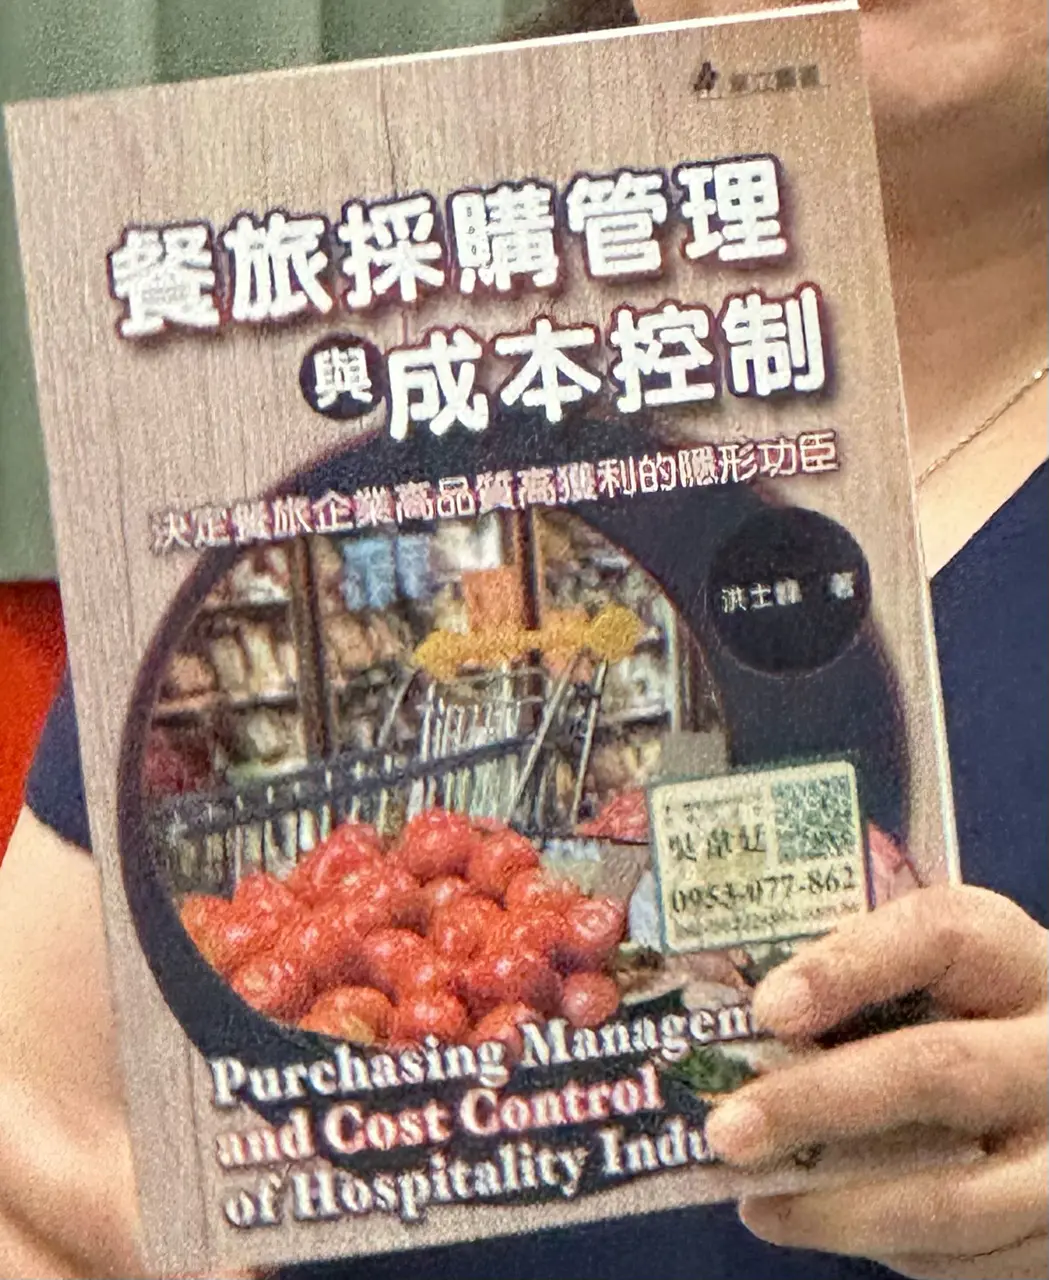 餐旅採購管理
與成本控制
決定餐旅企業高品質高獲利的隱形功臣
洪士峰 著
0953-077-862
Purchasing Managem
and Cost Control
of Hospitality Indu